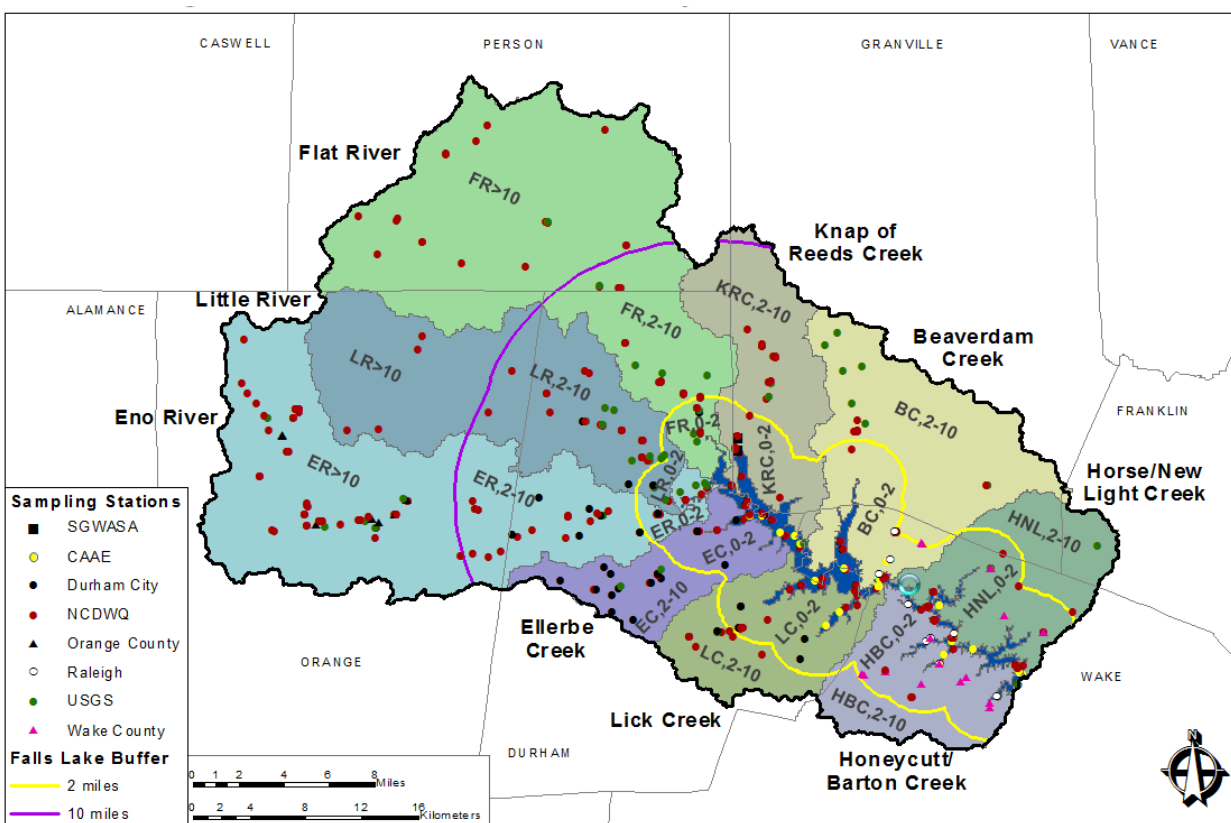 CASWELL
PERSON
GRANVILLE
VANCE
Flat River
FR>10
Knap of
Reeds Creek
KRC,2-10
ALAMANCE
Little River
FR,2-10
Beaverdam
Creek
LR>10
LR,2-10
Eno River
FRANKLIN
BC,2-10
FR,0-2
Horse/New
Light Creek
ER>10
ER,2-10
LR,0-2
KRC,0-2
ER,0-2
BC,0-2
HNL,2-10
EC,0-2
HNL,0-2
EC,2-10
LC,0-2
HBC,0-2
Ellerbe
Creek
LC,2-10
ORANGE
WAKE
HBC,2-10
Lick Creek
DURHAM
Honeycutt/
Barton Creek
Sampling Stations
SGWASA
CAAE
Durham City
NCDWQ
Orange County
Raleigh
USGS
Wake County
Falls Lake Buffer
2 miles
10 miles
0 1 2 4 6 8
Miles
0 2 4 8 12 16
Kilometers
N